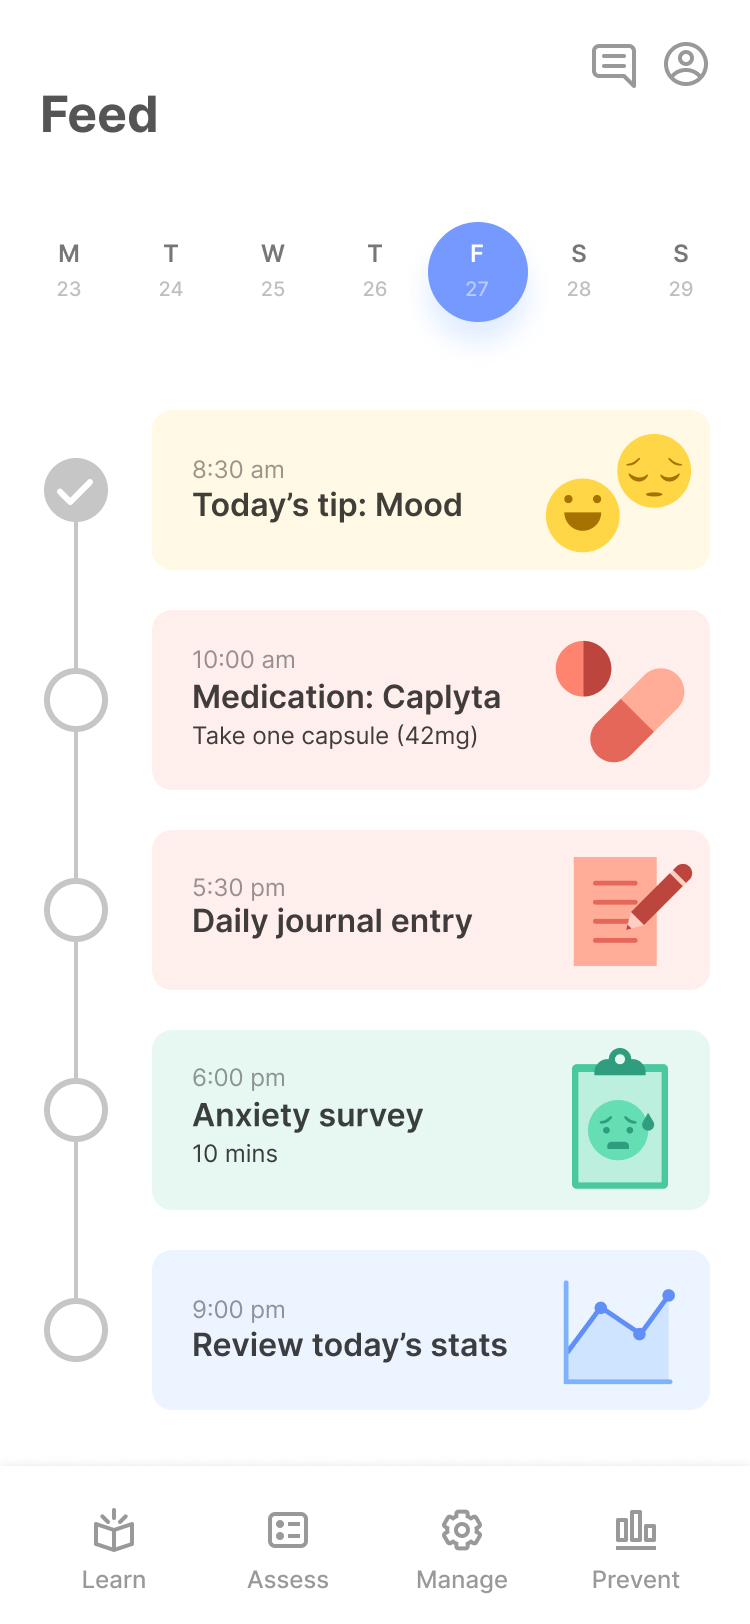 Feed
M T W T F S S
23 24 25 26 27 28 29
8:30 am
Today’s tip: Mood
10:00 am
Medication: Caplyta
Take one capsule (42mg)
5:30 pm
Daily journal entry
6:00 pm
Anxiety survey
10 mins
9:00 pm
Review today’s stats
Learn Assess Manage Prevent